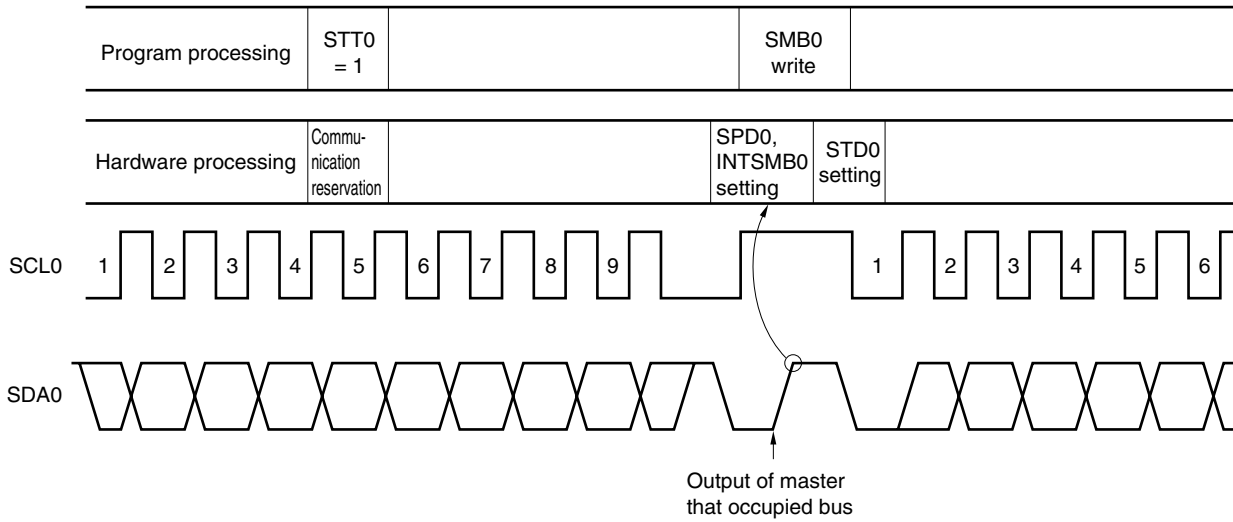 Program processing
STT0
= 1
SMB0
write
Hardware processing
Commu-
nication
reservation
SPD0,
INTSMB0
setting
STD0
setting
SCL0
1 2 3 4 5 6 7 8 9 1 2 3 4 5 6
SDA0
Output of master
that occupied bus